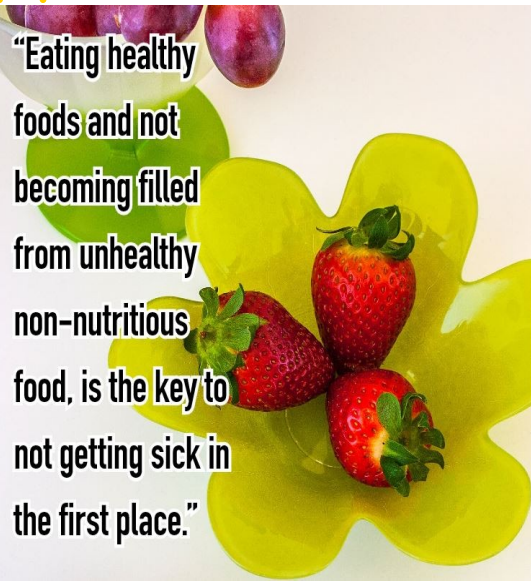 “Eating healthy
foods and not
becoming filled
from unhealthy
non-nutritious
food, is the key to
not getting sick in
the first place.”